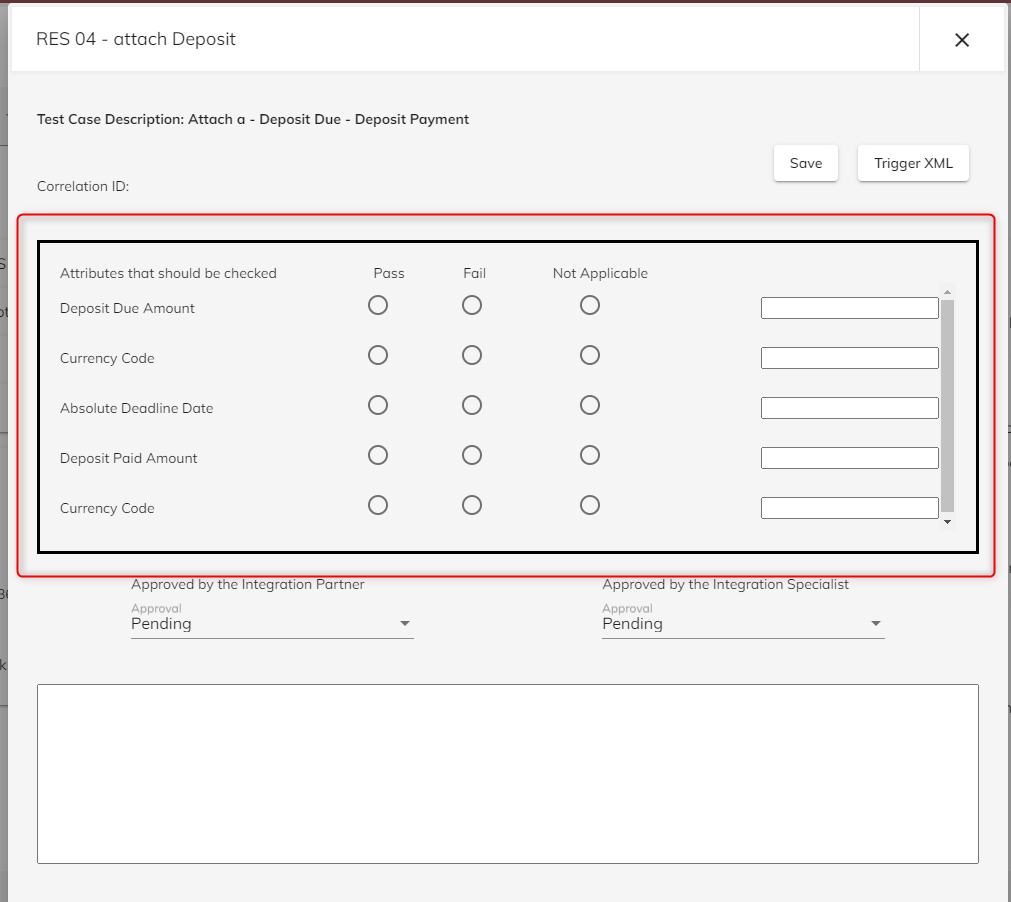 RES 04 - attach Deposit
Test Case Description: Attach a - Deposit Due - Deposit Payment
Save Trigger XML
Correlation ID:
Attributes that should be checked Pass Fail Not Applicable
Deposit Due Amount
Currency Code
Absolute Deadline Date
Deposit Paid Amount
Currency Code
Approved by the Integration Partner Approved by the Integration Specialist
Approval Approval
Pending Pending